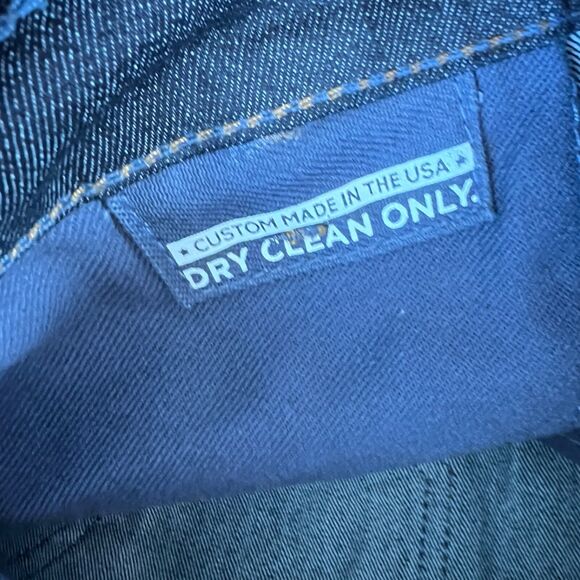 ★ CUSTOM MADE IN THE USA ★
DRY CLEAN ONLY.